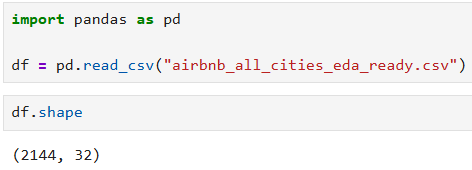 import pandas as pd
df = pd.read_csv("airbnb_all_cities_eda_ready.csv")
df.shape
(2144, 32)